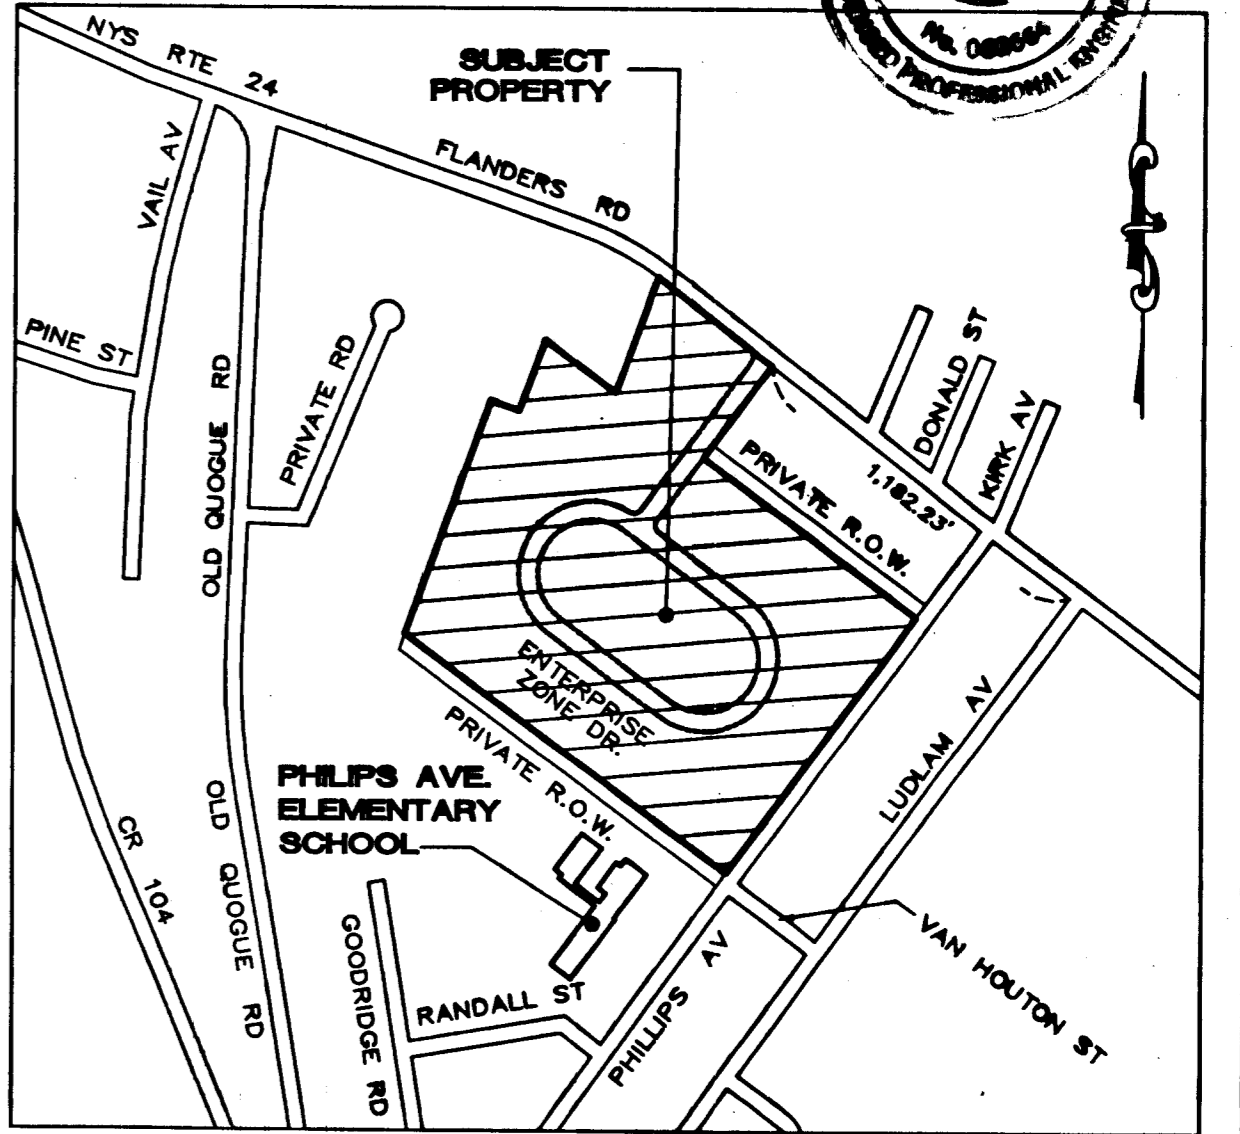 No.
PROFESSIONAL
NYS RTE 24
SUBJECT
PROPERTY
FLANDERS RD
VAIL AV
PINE ST
OLD QUOGUE RD
PRIVATE RD
DONALD ST
KIRK AV
1,182.23'
PRIVATE R.O.W.
ENTERPRISE
ZONE DR.
PRIVATE R.O.W.
LUDLAM AV
PHILIPS AVE.
ELEMENTARY
SCHOOL
CR 104
OLD QUOGUE RD
GOODRIDGE RD
RANDALL ST
PHILLIPS AV
VAN HOUTON ST